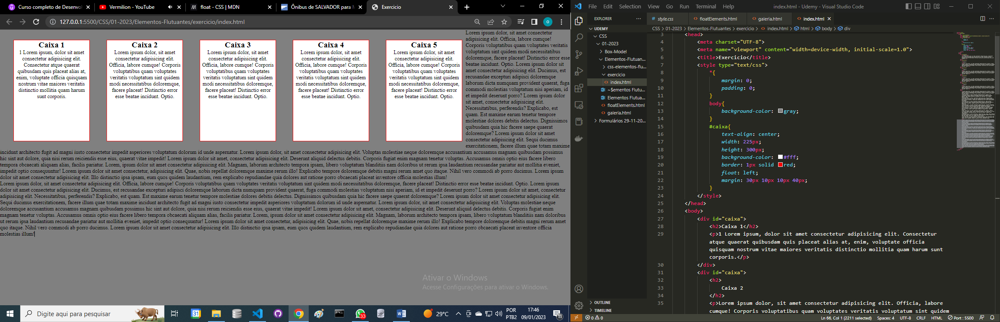 Curso completo de Desenvol
Vermilion - YouTube
float - CSS | MDN
Ônibus de SALVADOR para M
Exercicio
127.0.0.1:5500/CSS/01-2023/Elementos-Flutuantes/exercicio/index.html
Caixa 1
1 Lorem ipsum, dolor sit amet
consectetur adipisicing elit.
Consectetur atque quaerat
quibusdam quis placeat alias at,
enim, voluptate officia quisquam
nostrum vitae maiores veritatis
distinctio mollitia quam harum
sunt corporis.
Caixa 2
Lorem ipsum dolor, sit amet
consectetur adipisicing elit.
Officia, labore cumque! Corporis
voluptatibus quam voluptates
veritatis voluptatum sint quidem
modi necessitatibus doloremque,
facere placeat! Distinctio error
esse beatae incidunt. Optio.
Caixa 3
Lorem ipsum dolor, sit amet
consectetur adipisicing elit.
Officia, labore cumque! Corporis
voluptatibus quam voluptates
veritatis voluptatum sint quidem
modi necessitatibus doloremque,
facere placeat! Distinctio error
esse beatae incidunt. Optio.
Caixa 4
Lorem ipsum dolor, sit amet
consectetur adipisicing elit.
Officia, labore cumque! Corporis
voluptatibus quam voluptates
veritatis voluptatum sint quidem
modi necessitatibus doloremque,
facere placeat! Distinctio error
esse beatae incidunt. Optio.
Caixa 5
Lorem ipsum dolor, sit amet
consectetur adipisicing elit.
Officia, labore cumque! Corporis
voluptatibus quam voluptates
veritatis voluptatum sint quidem
modi necessitatibus doloremque,
facere placeat! Distinctio error
esse beatae incidunt. Optio.
Lorem ipsum dolor, sit amet consectetur
adipisicing elit. Officia, labore cumque!
Corporis voluptatibus quam voluptates veritatis
voluptatum sint quidem modi necessitatibus
doloremque, facere placeat! Distinctio error esse
beatae incidunt. Optio. Lorem ipsum dolor sit
amet consectetur adipisicing elit. Ducimus, est
recusandae excepturi adipisci doloremque
laborum dicta numquam provident quaerat, fuga
commodi molestias voluptatum nisi aperiam, id
et impedit deserunt porro? Lorem ipsum dolor
sit amet, consectetur adipisicing elit.
Necessitatibus, perferendis? Explicabo, est
quam. Est maxime earum tenetur tempore
molestiae dolores debitis delectus. Dignissimos
quibusdam quia hic facere saepe quaerat
doloremque? Lorem ipsum dolor sit amet
consectetur adipisicing elit. Sequi ducimus
exercitationem, facere illum quae totam maxime
incidunt architecto fugit ad magni iusto consectetur impedit asperiores voluptatum dolorum id unde aspernatur. Lorem ipsum dolor, sit amet consectetur adipisicing elit. Voluptas molestiae neque doloremque accusantium accusamus magnam quibusdam possimus
hic sint aut dolore, quia nisi rerum reiciendis esse eius, quaerat vitae impedit! Lorem ipsum dolor sit amet, consectetur adipisicing elit. Deserunt aliquid delectus debitis. Corporis fugiat enim magnam tenetur voluptas. Accusamus omnis optio eius facere libero
tempora obcaecati aliquam alias, facilis pariatur. Lorem, ipsum dolor sit amet consectetur adipisicing elit. Magnam, laborum architecto tempora ipsam, libero voluptatum blanditiis nam doloribus ut rerum ipsa laudantium recusandae pariatur aut mollitia eveniet,
impedit optio consequuntur! Lorem ipsum dolor sit amet consectetur, adipisicing elit. Quae, nobis repellat doloremque maxime rerum illo! Explicabo tempore doloremque debitis magni rerum amet quo itaque. Nihil vero commodi ab porro ducimus. Lorem ipsum
dolor sit amet consectetur adipisicing elit. Illo distinctio ipsa ipsam, eum quos quidem laudantium, rem explicabo repudiandae quia dolores aut ratione porro obcaecati placeat inventore officia molestias illum!
Lorem ipsum dolor, sit amet consectetur adipisicing elit. Officia, labore cumque! Corporis voluptatibus quam voluptates veritatis voluptatum sint quidem modi necessitatibus doloremque, facere placeat! Distinctio error esse beatae incidunt. Optio. Lorem ipsum
dolor sit amet consectetur adipisicing elit. Ducimus, est recusandae excepturi adipisci doloremque laborum dicta numquam provident quaerat, fuga commodi molestias voluptatum nisi aperiam, id et impedit deserunt porro? Lorem ipsum dolor sit amet, consectetur
adipisicing elit. Necessitatibus, perferendis? Explicabo, est quam. Est maxime earum tenetur tempore molestiae dolores debitis delectus. Dignissimos quibusdam quia hic facere saepe quaerat doloremque? Lorem ipsum dolor sit amet consectetur adipisicing elit.
Sequi ducimus exercitationem, facere illum quae totam maxime incidunt architecto fugit ad magni iusto consectetur impedit asperiores voluptatum dolorum id unde aspernatur. Lorem ipsum dolor, sit amet consectetur adipisicing elit. Voluptas molestiae neque
doloremque accusantium accusamus magnam quibusdam possimus hic sint aut dolore, quia nisi rerum reiciendis esse eius, quaerat vitae impedit! Lorem ipsum dolor sit amet, consectetur adipisicing elit. Deserunt aliquid delectus debitis. Corporis fugiat enim
magnam tenetur voluptas. Accusamus omnis optio eius facere libero tempora obcaecati aliquam alias, facilis pariatur. Lorem, ipsum dolor sit amet consectetur adipisicing elit. Magnam, laborum architecto tempora ipsam, libero voluptatum blanditiis nam doloribus
ut rerum ipsa laudantium recusandae pariatur aut mollitia eveniet, impedit optio consequuntur! Lorem ipsum dolor sit amet consectetur, adipisicing elit. Quae, nobis repellat doloremque maxime rerum illo! Explicabo tempore doloremque debitis magni rerum amet
quo itaque. Nihil vero commodi ab porro ducimus. Lorem ipsum dolor sit amet consectetur adipisicing elit. Illo distinctio ipsa ipsam, eum quos quidem laudantium, rem explicabo repudiandae quia dolores aut ratione porro obcaecati placeat inventore officia
molestias illum!
Ativar o Windows
Acesse Configurações para ativar o Windows.
Digite aqui para pesquisar
31
33
29°C
POR
PTB2
17:46
09/01/2023
11
File Edit Selection View Go Run Terminal Help
index.html - Udemy - Visual Studio Code
EXPLORER
UDEMY
CSS
01-2023
Box-Model
Elementos-Flutuan...
css-elementos-flu...
exercicio
index.html
~$ementos Flutu...
Elementos Flutua...
floatElements.html
galeria.html
Formulários 29-11-20...
OUTLINE
TIMELINE
style.css
floatElements.html
galeria.html
index.html
CSS > 01-2023 > Elementos-Flutuantes > exercicio > index.html > html > body > div
3 <head>
4 <meta charset="UTF-8">
5 <meta name="viewport" content="width=device-width, initial-scale=1.0">
6 <title>Exercicio</title>
7 <style type="text/css">
8 *{
9 margin: 0;
10 padding: 0;
11 }
12 body{
13 background-color: gray;
14 }
15 #caixa{
16 text-align: center;
17 width: 225px;
18 height: 300px;
19 background-color: #fff;
20 border: 1px solid red;
21 float: left;
22 margin: 30px 10px 10px 40px;
23 }
24 </style>
25 </head>
26 <body>
27 <div id="caixa">
28 <h2>Caixa 1</h2>
29 <p>1 Lorem ipsum, dolor sit amet consectetur adipisicing elit. Consectetur
atque quaerat quibusdam quis placeat alias at, enim, voluptate officia
quisquam nostrum vitae maiores veritatis distinctio mollitia quam harum sunt
corporis.</p>
30 </div>
31 <div id="caixa">
32 <h2>
33 Caixa 2
34 </h2>
35 <p>Lorem ipsum dolor, sit amet consectetur adipisicing elit. Officia, labore
cumque! Corporis voluptatibus quam voluptates veritatis voluptatum sint quidem
0 0
Ln 66, Col 1 (2211 selected)
Spaces: 4
UTF-8
CRLF
HTML
Port : 5500